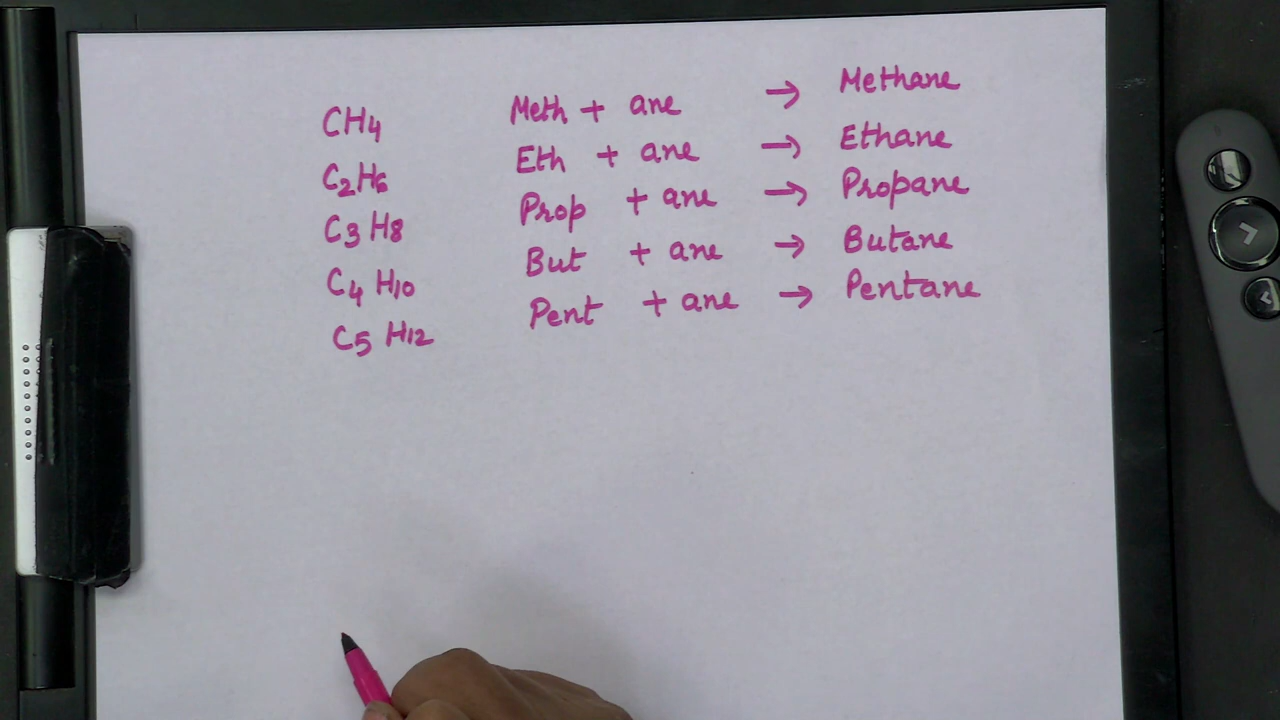 CH4 Meth + ane → Methane
C2H6 Eth + ane → Ethane
C3H8 Prop + ane → Propane
C4H10 But + ane → Butane
C5H12 Pent + ane → Pentane